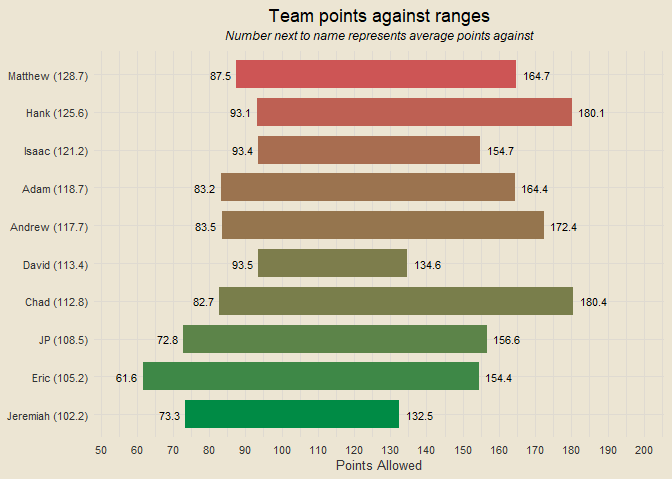 Team points against ranges
Number next to name represents average points against
Matthew (128.7) 87.5 164.7
Hank (125.6) 93.1 180.1
Isaac (121.2) 93.4 154.7
Adam (118.7) 83.2 164.4
Andrew (117.7) 83.5 172.4
David (113.4) 93.5 134.6
Chad (112.8) 82.7 180.4
JP (108.5) 72.8 156.6
Eric (105.2) 61.6 154.4
Jeremiah (102.2) 73.3 132.5
50 60 70 80 90 100 110 120 130 140 150 160 170 180 190 200
Points Allowed